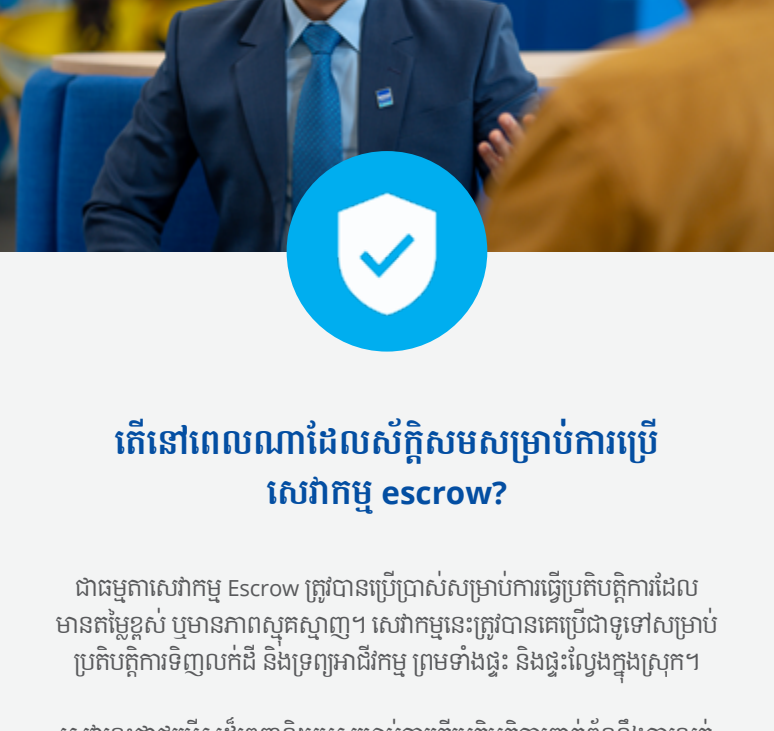 តើនៅពេលណាដែលស័ក្តិសមសម្រាប់ការប្រើ
សេវាកម្ម escrow?
ជាធម្មតាសេវាកម្ម Escrow ត្រូវបានប្រើប្រាស់សម្រាប់ការធ្វើប្រតិបត្តិការដែល
មានតម្លៃខ្ពស់ ឬមានភាពស្មុគស្មាញ។ សេវាកម្មនេះត្រូវបានគេប្រើជាទូទៅសម្រាប់
ប្រតិបត្តិការទិញលក់ដី និងទ្រព្យអាជីវកម្ម ព្រមទាំងផ្ទះ និងផ្ទះល្វែងក្នុងស្រុក។